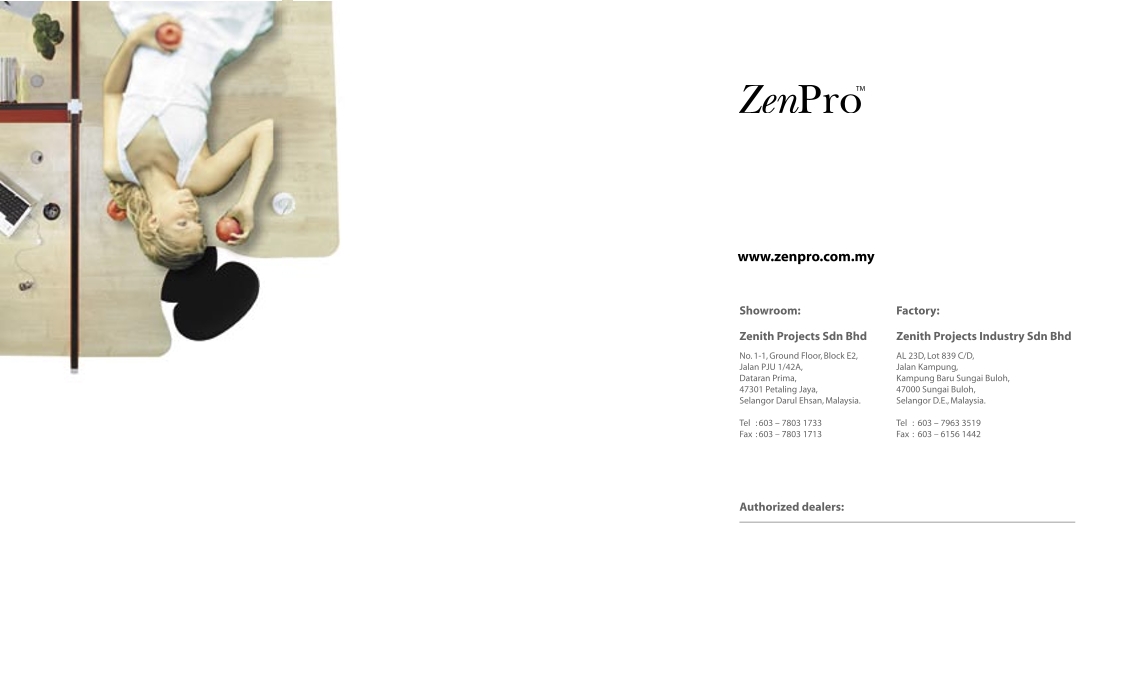 ZenPro™
www.zenpro.com.my
Showroom:
Zenith Projects Sdn Bhd
No. 1-1, Ground Floor, Block E2,
Jalan PJU 1/42A,
Dataran Prima,
47301 Petaling Jaya,
Selangor Darul Ehsan, Malaysia.
Tel : 603 – 7803 1733
Fax : 603 – 7803 1713
Factory:
Zenith Projects Industry Sdn Bhd
AL 23D, Lot 839 C/D,
Jalan Kampung,
Kampung Baru Sungai Buloh,
47000 Sungai Buloh,
Selangor D.E., Malaysia.
Tel : 603 – 7963 3519
Fax : 603 – 6156 1442
Authorized dealers: